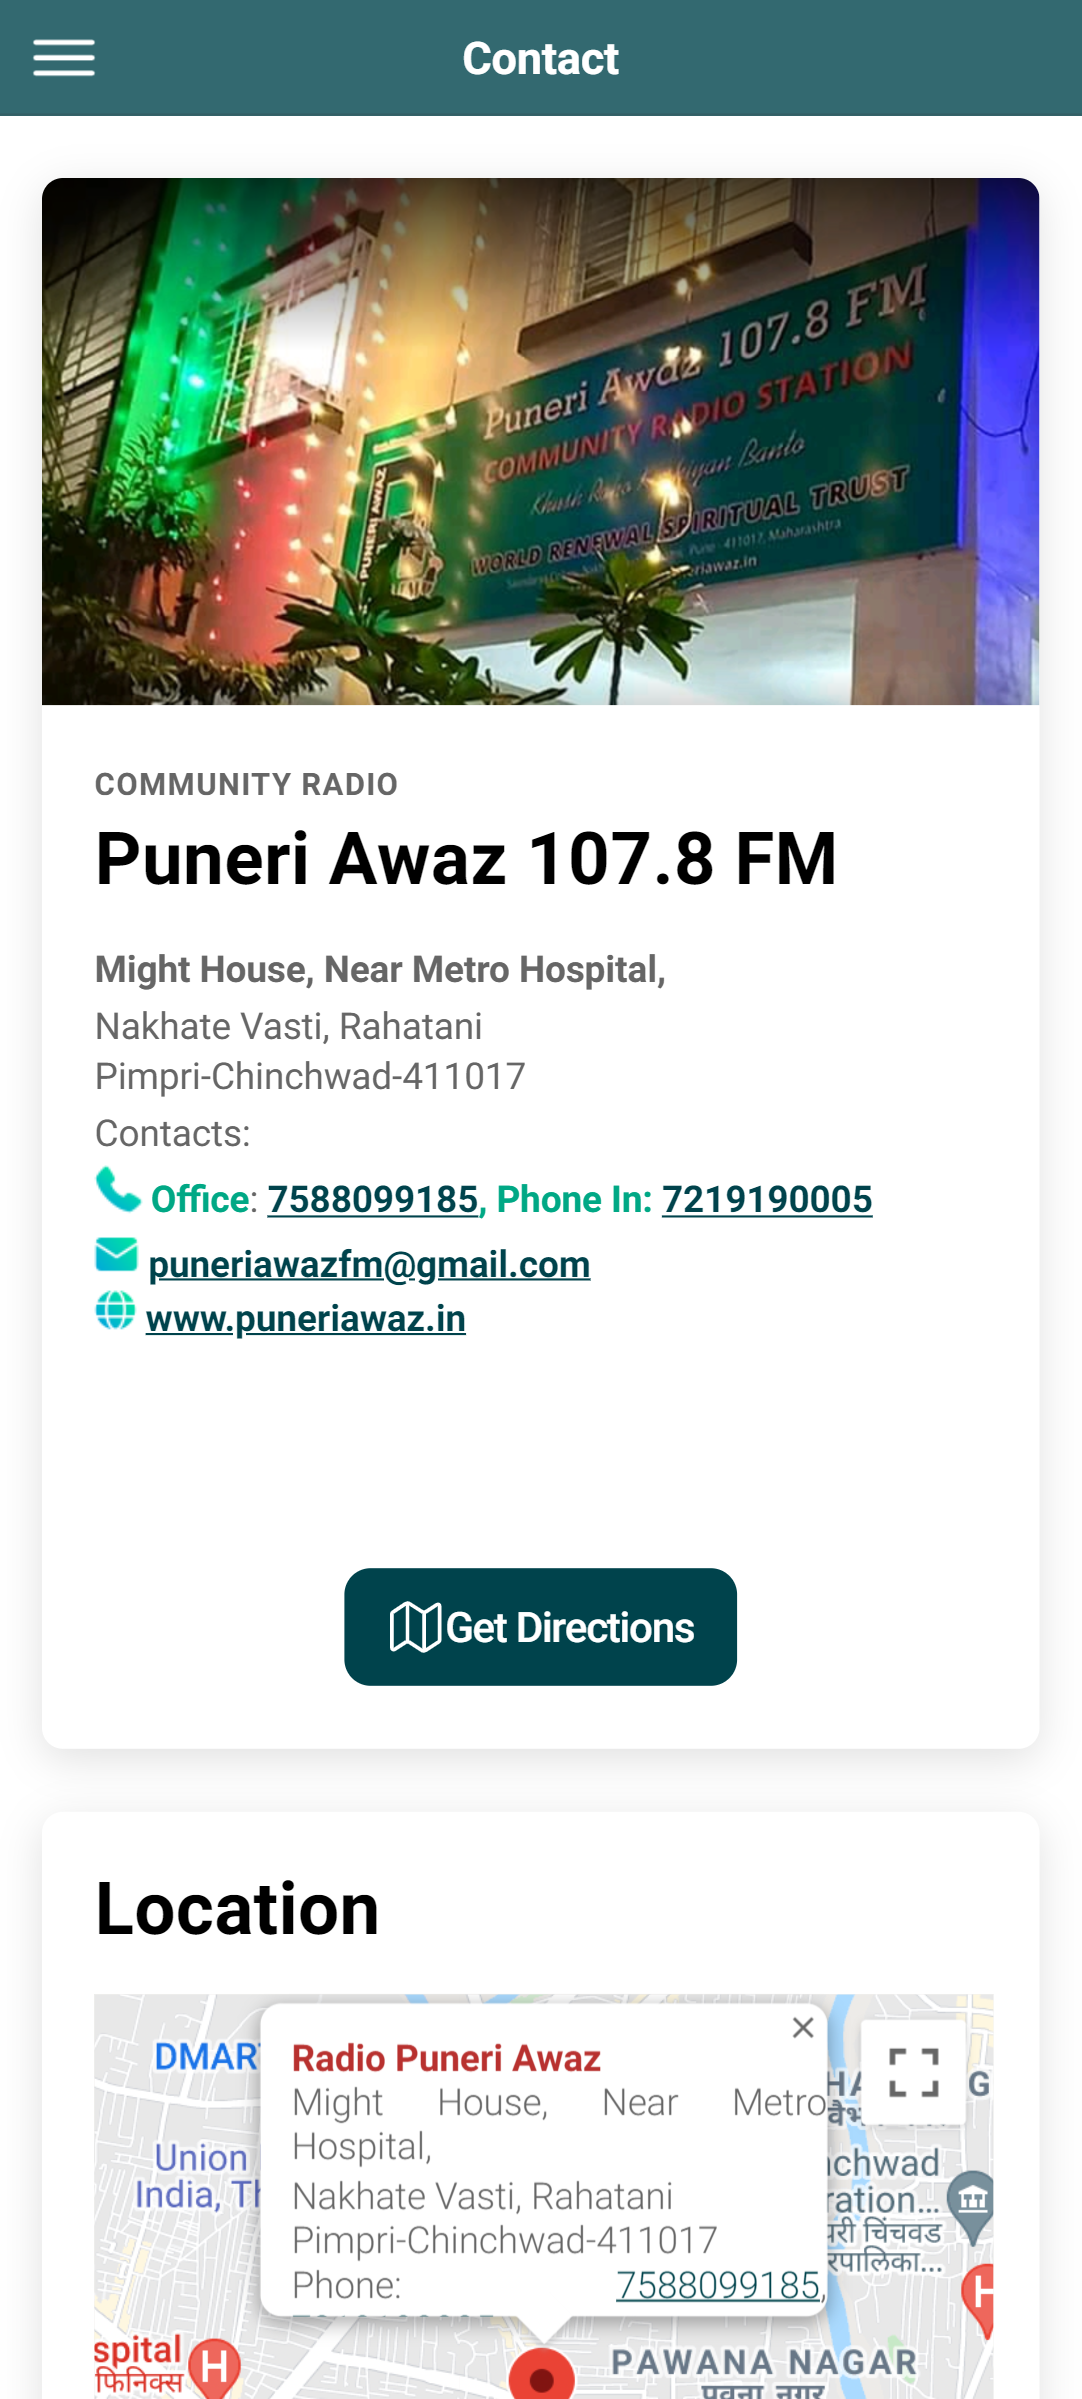 Contact
Puneri Awaz 107.8 FM
COMMUNITY RADIO STATION
Khush Raho Khushiyan Banto
WORLD RENEWAL SPIRITUAL TRUST
Pune - 411017, Maharashtra
PUNERI AWAZ
COMMUNITY RADIO
Puneri Awaz 107.8 FM
Might House, Near Metro Hospital,
Nakhate Vasti, Rahatani
Pimpri-Chinchwad-411017
Contacts:
Office: 7588099185, Phone In: 7219190005
puneriawazfm@gmail.com
www.puneriawaz.in
Get Directions
Location
Radio Puneri Awaz
Might House, Near Metro
Hospital,
Nakhate Vasti, Rahatani
Pimpri-Chinchwad-411017
Phone: 7588099185,
DMAR
Union
India, Th
G
chwad
ration...
री चिंचवड
रपालिका...
H
spital
फिनिक्स
H
PAWANA NAGAR
पवना नगर